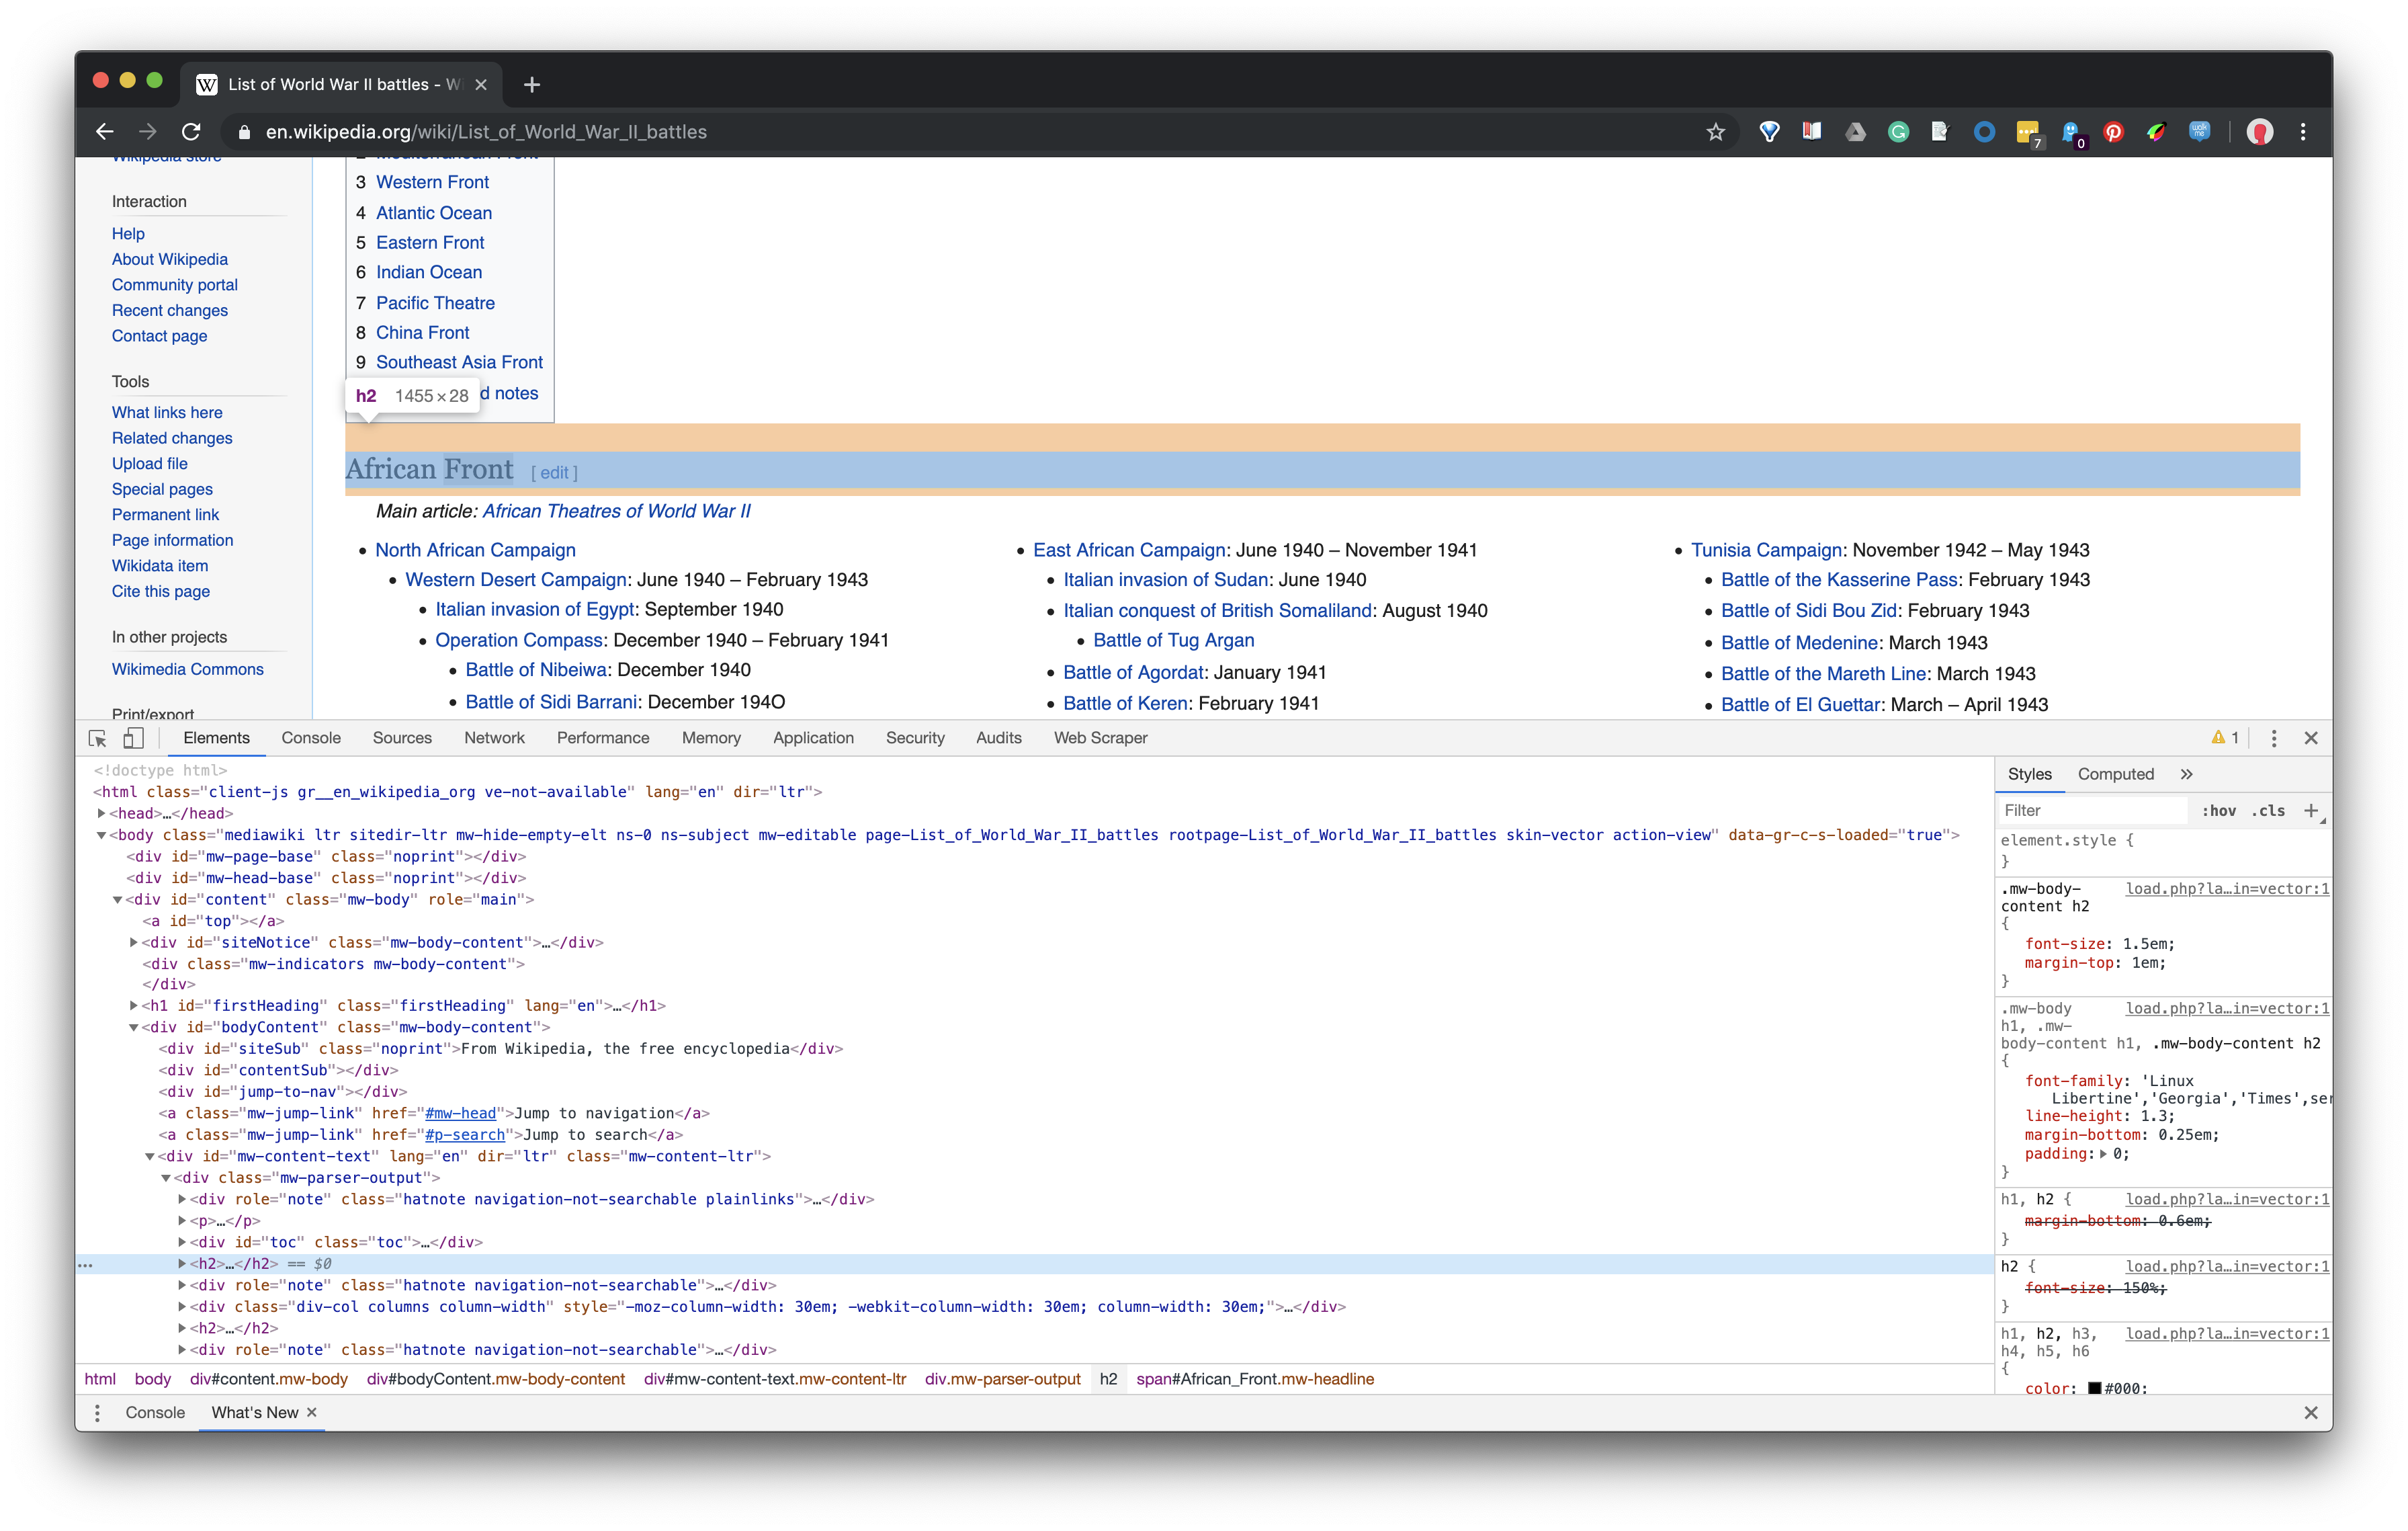 List of World War II battles - Wi
en.wikipedia.org/wiki/List_of_World_War_II_battles
7
0
Wikipedia store
Interaction
Help
About Wikipedia
Community portal
Recent changes
Contact page
Tools
What links here
Related changes
Upload file
Special pages
Permanent link
Page information
Wikidata item
Cite this page
In other projects
Wikimedia Commons
Print/export
2 Mediterranean Front
3 Western Front
4 Atlantic Ocean
5 Eastern Front
6 Indian Ocean
7 Pacific Theatre
8 China Front
9 Southeast Asia Front
d notes
h2 1455 × 28
African Front [ edit ]
Main article: African Theatres of World War II
• North African Campaign
• Western Desert Campaign: June 1940 – February 1943
• Italian invasion of Egypt: September 1940
• Operation Compass: December 1940 – February 1941
• Battle of Nibeiwa: December 1940
• Battle of Sidi Barrani: December 194O
• East African Campaign: June 1940 – November 1941
• Italian invasion of Sudan: June 1940
• Italian conquest of British Somaliland: August 1940
• Battle of Tug Argan
• Battle of Agordat: January 1941
• Battle of Keren: February 1941
• Tunisia Campaign: November 1942 – May 1943
• Battle of the Kasserine Pass: February 1943
• Battle of Sidi Bou Zid: February 1943
• Battle of Medenine: March 1943
• Battle of the Mareth Line: March 1943
• Battle of El Guettar: March – April 1943
Elements Console Sources Network Performance Memory Application Security Audits Web Scraper
1
<!doctype html>
<html class="client-js gr__en_wikipedia_org ve-not-available" lang="en" dir="ltr">
<head>…</head>
<body class="mediawiki ltr sitedir-ltr mw-hide-empty-elt ns-0 ns-subject mw-editable page-List_of_World_War_II_battles rootpage-List_of_World_War_II_battles skin-vector action-view" data-gr-c-s-loaded="true">
<div id="mw-page-base" class="noprint"></div>
<div id="mw-head-base" class="noprint"></div>
<div id="content" class="mw-body" role="main">
<a id="top"></a>
<div id="siteNotice" class="mw-body-content">…</div>
<div class="mw-indicators mw-body-content">
</div>
<h1 id="firstHeading" class="firstHeading" lang="en">…</h1>
<div id="bodyContent" class="mw-body-content">
<div id="siteSub" class="noprint">From Wikipedia, the free encyclopedia</div>
<div id="contentSub"></div>
<div id="jump-to-nav"></div>
<a class="mw-jump-link" href="#mw-head">Jump to navigation</a>
<a class="mw-jump-link" href="#p-search">Jump to search</a>
<div id="mw-content-text" lang="en" dir="ltr" class="mw-content-ltr">
<div class="mw-parser-output">
<div role="note" class="hatnote navigation-not-searchable plainlinks">…</div>
<p>…</p>
<div id="toc" class="toc">…</div>
… <h2>…</h2> == $0
<div role="note" class="hatnote navigation-not-searchable">…</div>
<div class="div-col columns column-width" style="-moz-column-width: 30em; -webkit-column-width: 30em; column-width: 30em;">…</div>
<h2>…</h2>
<div role="note" class="hatnote navigation-not-searchable">…</div>
html body div#content.mw-body div#bodyContent.mw-body-content div#mw-content-text.mw-content-ltr div.mw-parser-output h2 span#African_Front.mw-headline
Styles Computed »
Filter :hov .cls +
element.style {
}
.mw-body- load.php?la…in=vector:1
content h2
{
font-size: 1.5em;
margin-top: 1em;
}
.mw-body load.php?la…in=vector:1
h1, .mw-
body-content h1, .mw-body-content h2
{
font-family: 'Linux
Libertine','Georgia','Times',ser
line-height: 1.3;
margin-bottom: 0.25em;
padding: 0;
}
h1, h2 { load.php?la…in=vector:1
margin-bottom: 0.6em;
}
h2 { load.php?la…in=vector:1
font-size: 150%;
}
h1, h2, h3, load.php?la…in=vector:1
h4, h5, h6
{
color: #000;
Console What's New